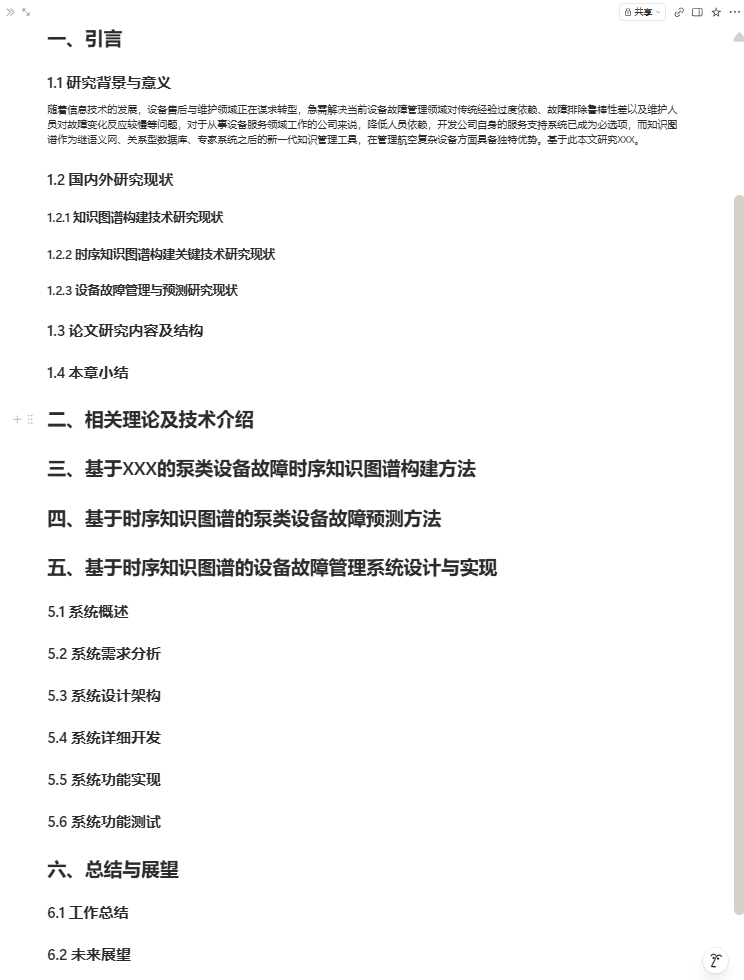 共享
一、引言
1.1 研究背景与意义
随着信息技术的发展，设备售后与维护领域正在谋求转型，急需解决当前设备故障管理领域对传统经验过度依赖、故障排除鲁棒性差以及维护人
员对故障变化反应较慢等问题，对于从事设备服务领域工作的公司来说，降低人员依赖，开发公司自身的服务支持系统已成为必选项，而知识图
谱作为继语义网、关系型数据库、专家系统之后的新一代知识管理工具，在管理航空复杂设备方面具备独特优势。基于此本文研究XXX。
1.2 国内外研究现状
1.2.1 知识图谱构建技术研究现状
1.2.2 时序知识图谱构建关键技术研究现状
1.2.3 设备故障管理与预测研究现状
1.3 论文研究内容及结构
1.4 本章小结
二、相关理论及技术介绍
三、基于XXX的泵类设备故障时序知识图谱构建方法
四、基于时序知识图谱的泵类设备故障预测方法
五、基于时序知识图谱的设备故障管理系统设计与实现
5.1 系统概述
5.2 系统需求分析
5.3 系统设计架构
5.4 系统详细开发
5.5 系统功能实现
5.6 系统功能测试
六、总结与展望
6.1 工作总结
6.2 未来展望